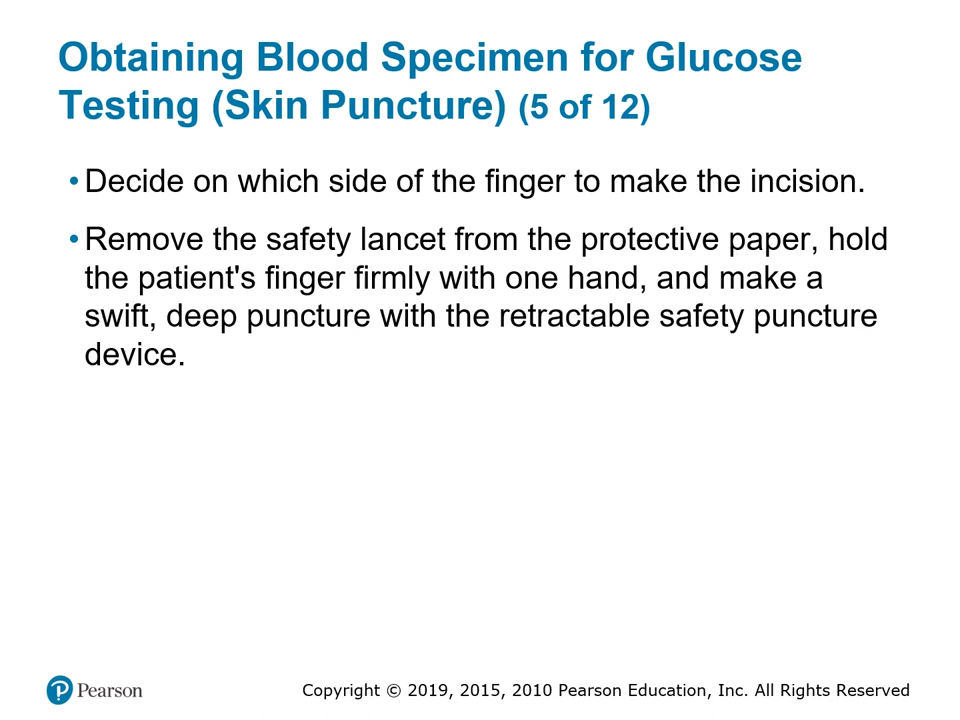 Obtaining Blood Specimen for Glucose
Testing (Skin Puncture) (5 of 12)
• Decide on which side of the finger to make the incision.
• Remove the safety lancet from the protective paper, hold
the patient's finger firmly with one hand, and make a
swift, deep puncture with the retractable safety puncture
device.
Pearson
Copyright © 2019, 2015, 2010 Pearson Education, Inc. All Rights Reserved